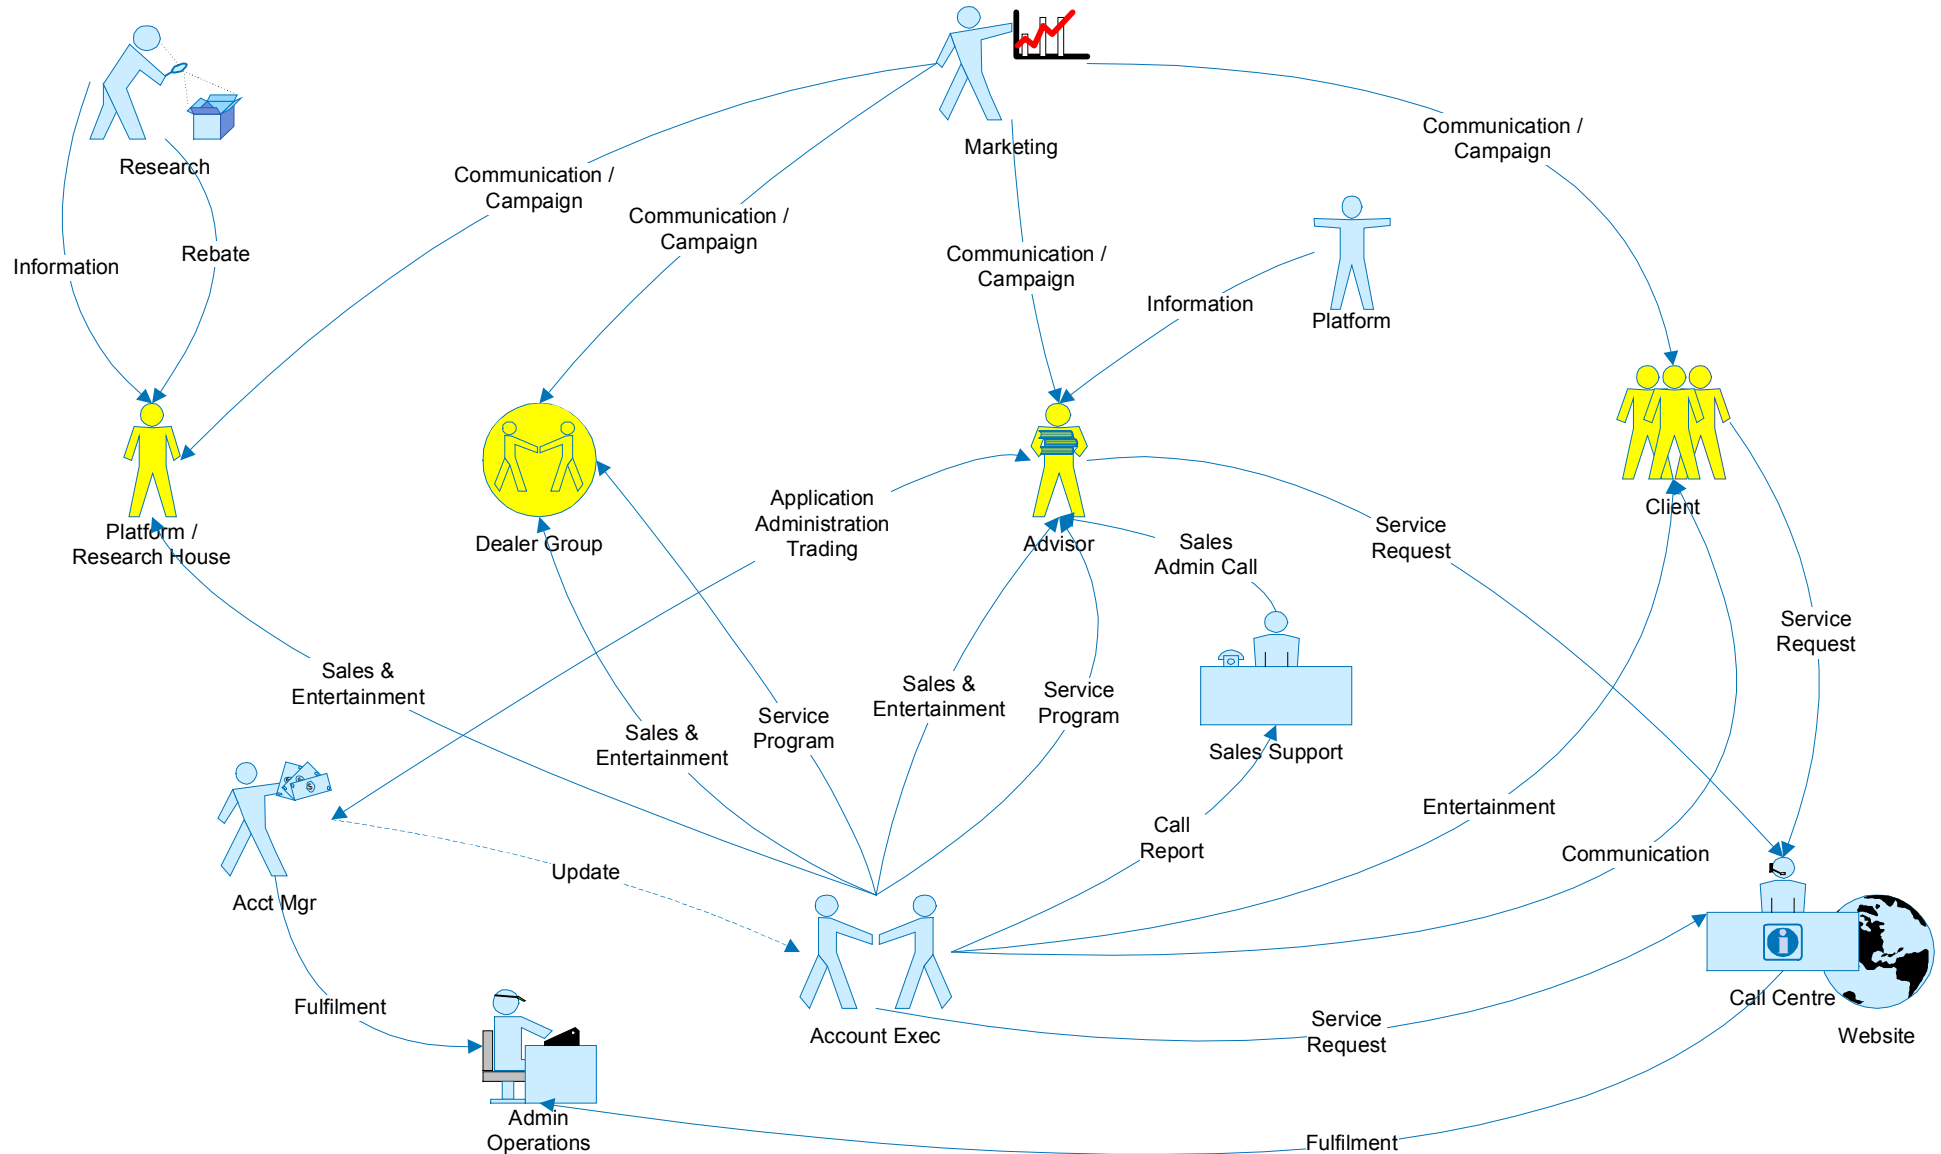 Research
Marketing
Communication /
Campaign
Communication /
Campaign
Communication /
Campaign
Communication /
Campaign
Information
Rebate
Information
Platform
Platform /
Research House
Dealer Group
Application
Administration
Trading
Advisor
Sales
Admin Call
Service
Request
Client
Service
Request
Sales &
Entertainment
Sales &
Entertainment
Service
Program
Sales &
Entertainment
Service
Program
Sales Support
Entertainment
Call
Report
Communication
Update
Acct Mgr
Fulfilment
Account Exec
Service
Request
Call Centre
Website
Admin
Operations
Fulfilment